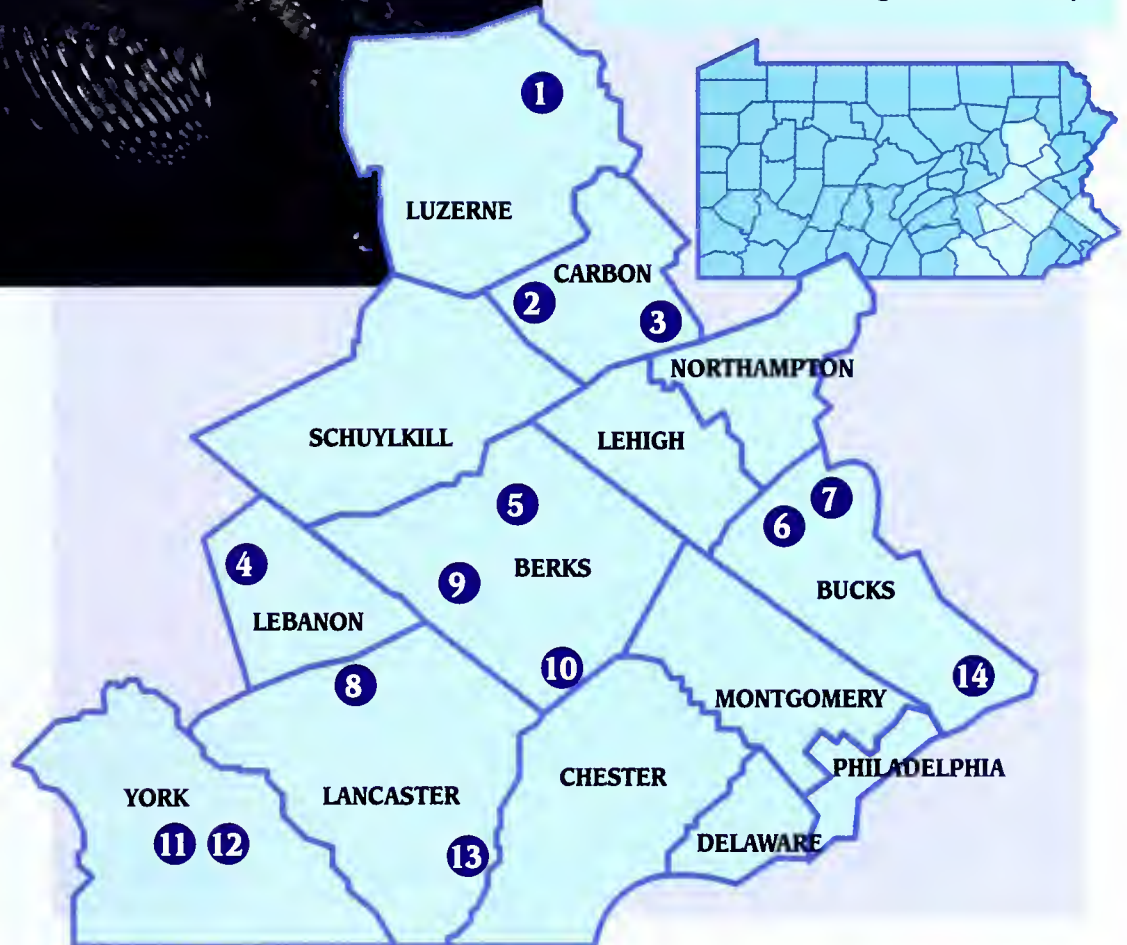 1
LUZERNE
CARBON
2
3
NORTHAMPTON
SCHUYLKILL
LEHIGH
5
7
6
4
9
BERKS
BUCKS
LEBANON
10
14
8
MONTGOMERY
PHILADELPHIA
CHESTER
YORK
LANCASTER
11 12
13
DELAWARE